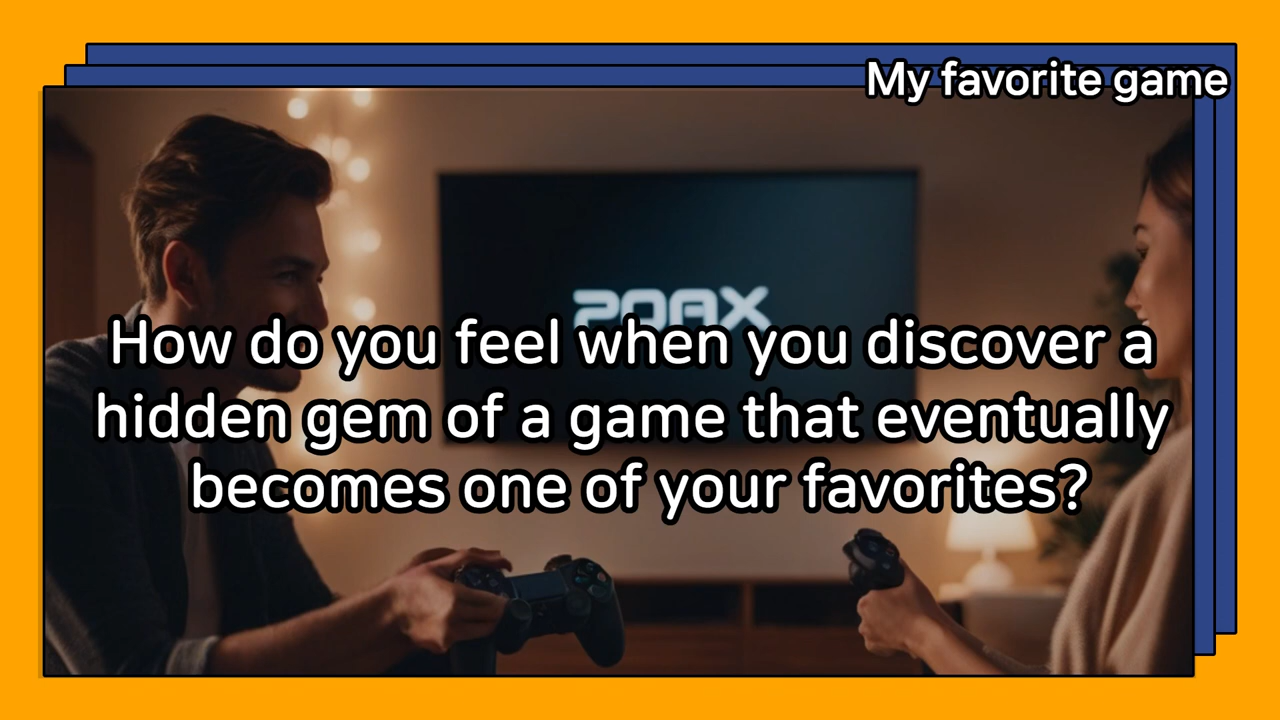 My favorite game
How do you feel when you discover a
hidden gem of a game that eventually
becomes one of your favorites?